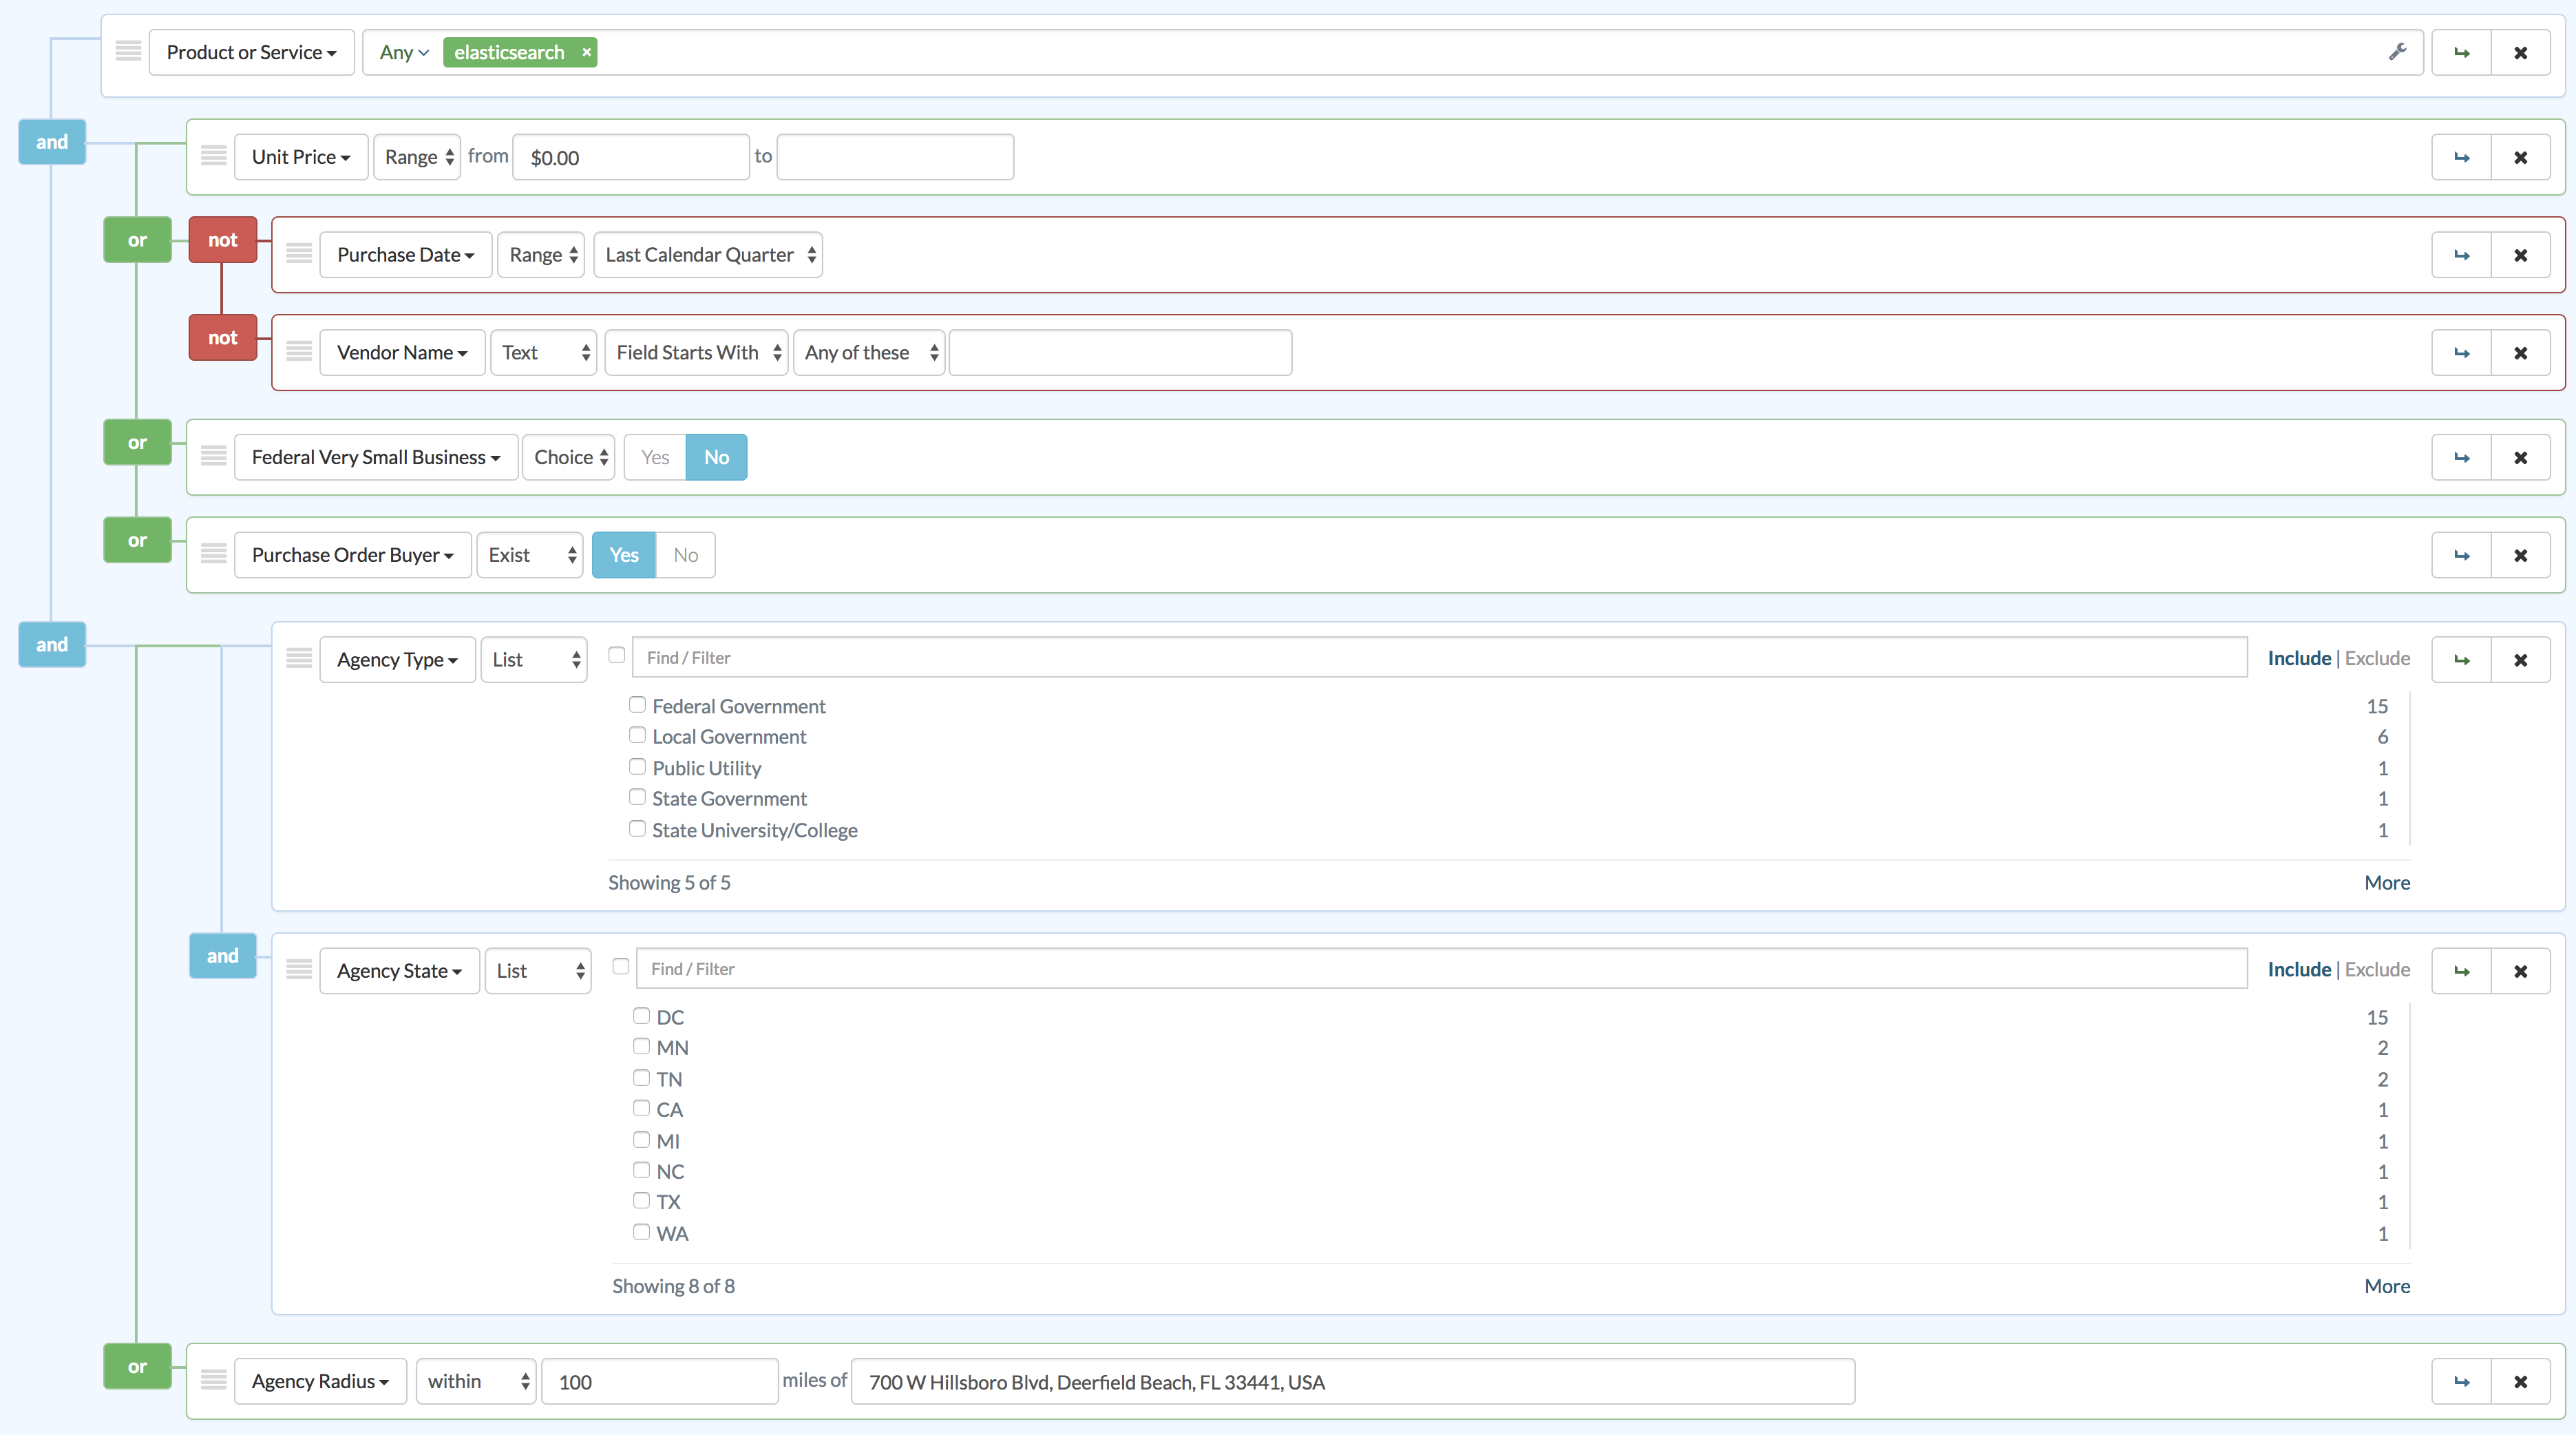 Product or Service Any elasticsearch ×
and
Unit Price Range from $0.00 to
or not Purchase Date Range Last Calendar Quarter
not Vendor Name Text Field Starts With Any of these
or Federal Very Small Business Choice Yes No
or Purchase Order Buyer Exist Yes No
and Agency Type List Find / Filter Include | Exclude
Federal Government 15
Local Government 6
Public Utility 1
State Government 1
State University/College 1
Showing 5 of 5 More
and Agency State List Find / Filter Include | Exclude
DC 15
MN 2
TN 2
CA 1
MI 1
NC 1
TX 1
WA 1
Showing 8 of 8 More
or Agency Radius within 100 miles of 700 W Hillsboro Blvd, Deerfield Beach, FL 33441, USA